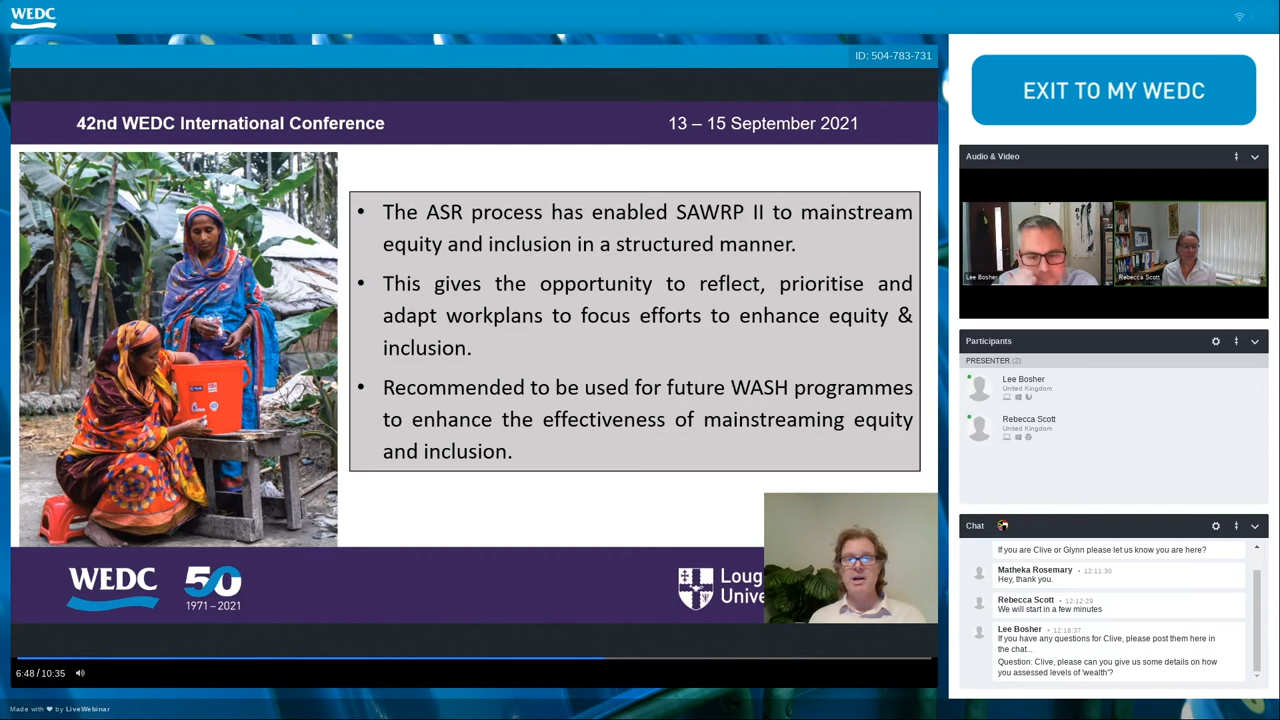 WEDC
ID: 504-783-731
42nd WEDC International Conference
13 – 15 September 2021
• The ASR process has enabled SAWRP II to mainstream
equity and inclusion in a structured manner.
• This gives the opportunity to reflect, prioritise and
adapt workplans to focus efforts to enhance equity &
inclusion.
• Recommended to be used for future WASH programmes
to enhance the effectiveness of mainstreaming equity
and inclusion.
WEDC
50
1971 – 2021
Loug
Unive
6:48 / 10:35
Made with ❤ by LiveWebinar
EXIT TO MY WEDC
Audio & Video
Lee Bosher
Rebecca Scott
Participants
PRESENTER (2)
Lee Bosher
United Kingdom
Rebecca Scott
United Kingdom
Chat
If you are Clive or Glynn please let us know you are here?
Matheka Rosemary • 12:11:30
Hey, thank you.
Rebecca Scott • 12:12:29
We will start in a few minutes
Lee Bosher • 12:18:37
If you have any questions for Clive, please post them here in
the chat...
Question: Clive, please can you give us some details on how
you assessed levels of 'wealth'?